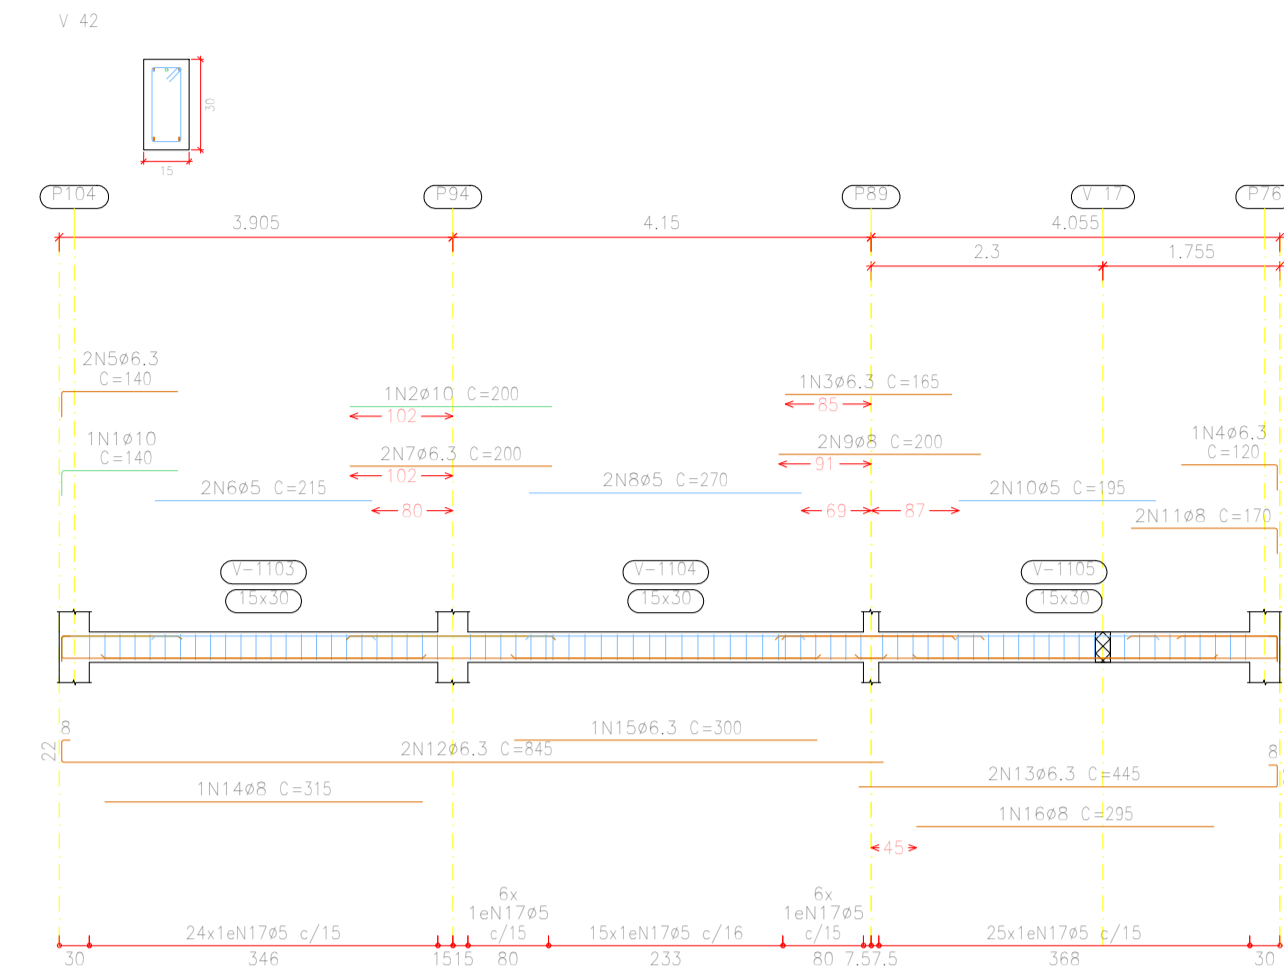 V 42
30
15
P104
P94
P89
V 17
P76
3.905
4.15
4.055
2.3
1.755
2N5ø6.3
C=140
1N1ø10
C=140
1N2ø10 C=200
102
2N7ø6.3 C=200
102
2N6ø5 C=215
80
2N8ø5 C=270
69
1N3ø6.3 C=165
85
2N9ø8 C=200
91
87
2N10ø5 C=195
1N4ø6.3
C=120
2N11ø8 C=170
V-1103
15x30
V-1104
15x30
V-1105
15x30
8
22
1N15ø6.3 C=300
2N12ø6.3 C=845
1N14ø8 C=315
8
2N13ø6.3 C=445
1N16ø8 C=295
45
24x1eN17ø5 c/15
6x
1eN17ø5
c/15
15x1eN17ø5 c/16
6x
1eN17ø5
c/15
25x1eN17ø5 c/15
30 346 1515 80 233 80 7.57.5 368 30